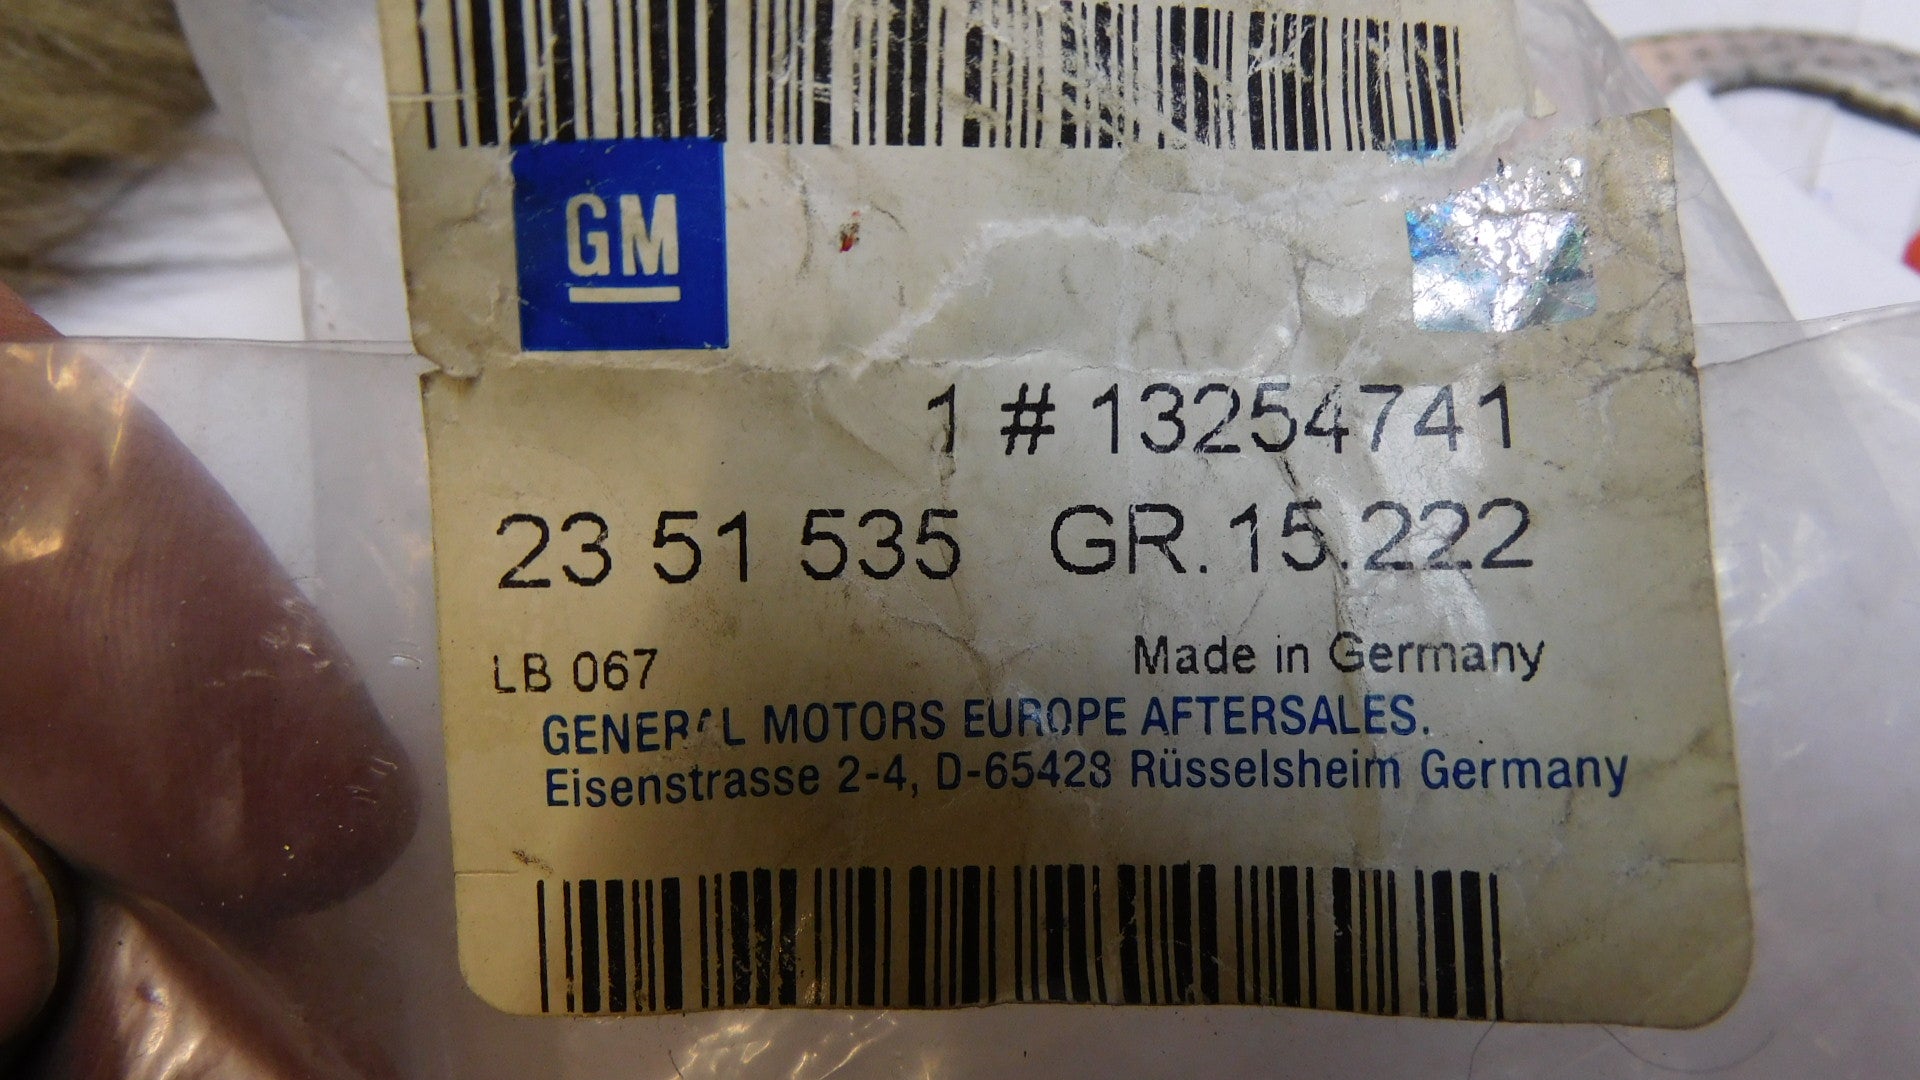 GM
1 # 13254741
23 51 535 GR.15.222
LB 067 Made in Germany
GENERAL MOTORS EUROPE AFTERSALES.
Eisenstrasse 2-4, D-65428 Rüsselsheim Germany